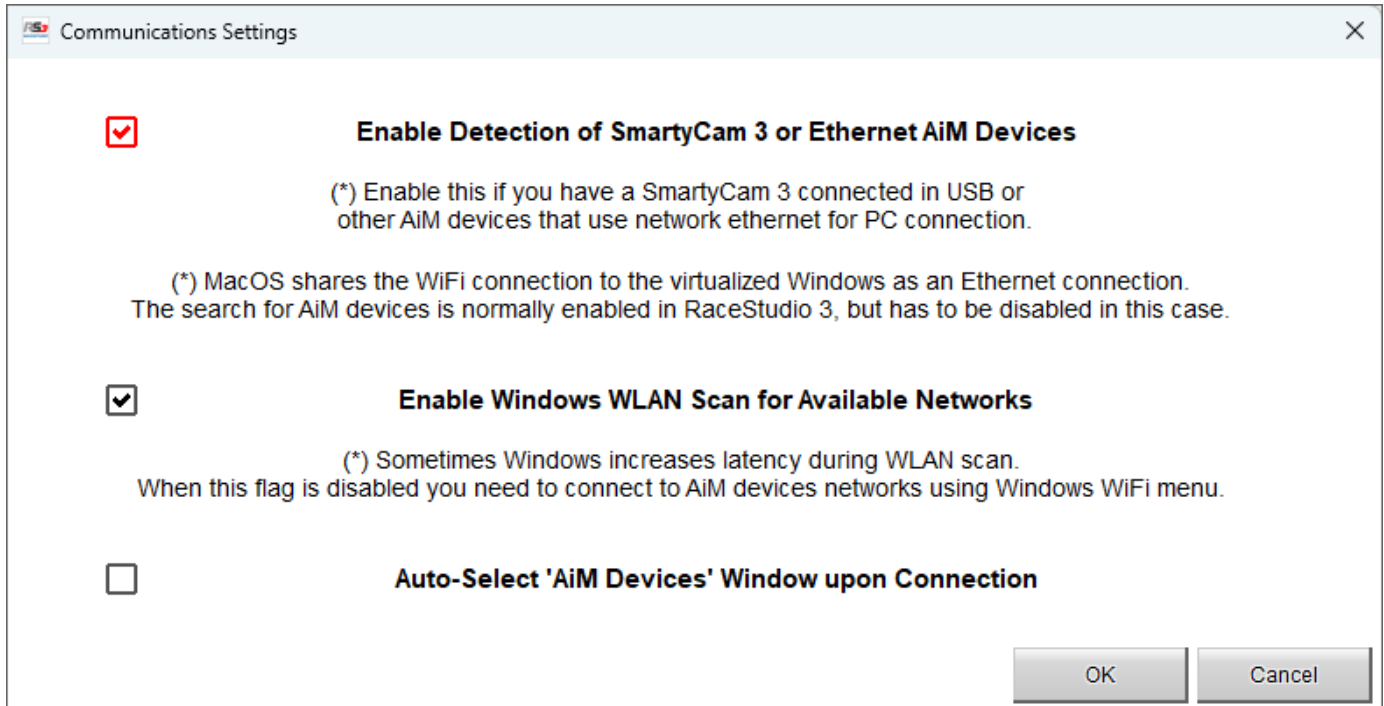 RS3 Communications Settings
Enable Detection of SmartyCam 3 or Ethernet AiM Devices
(*) Enable this if you have a SmartyCam 3 connected in USB or
other AiM devices that use network ethernet for PC connection.
(*) MacOS shares the WiFi connection to the virtualized Windows as an Ethernet connection.
The search for AiM devices is normally enabled in RaceStudio 3, but has to be disabled in this case.
Enable Windows WLAN Scan for Available Networks
(*) Sometimes Windows increases latency during WLAN scan.
When this flag is disabled you need to connect to AiM devices networks using Windows WiFi menu.
Auto-Select 'AiM Devices' Window upon Connection
OK Cancel